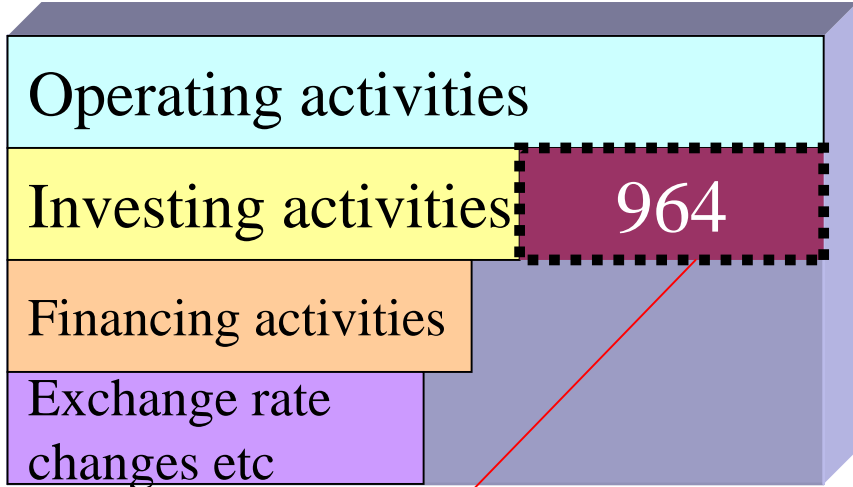 Operating activities
Investing activities 964
Financing activities
Exchange rate
changes etc